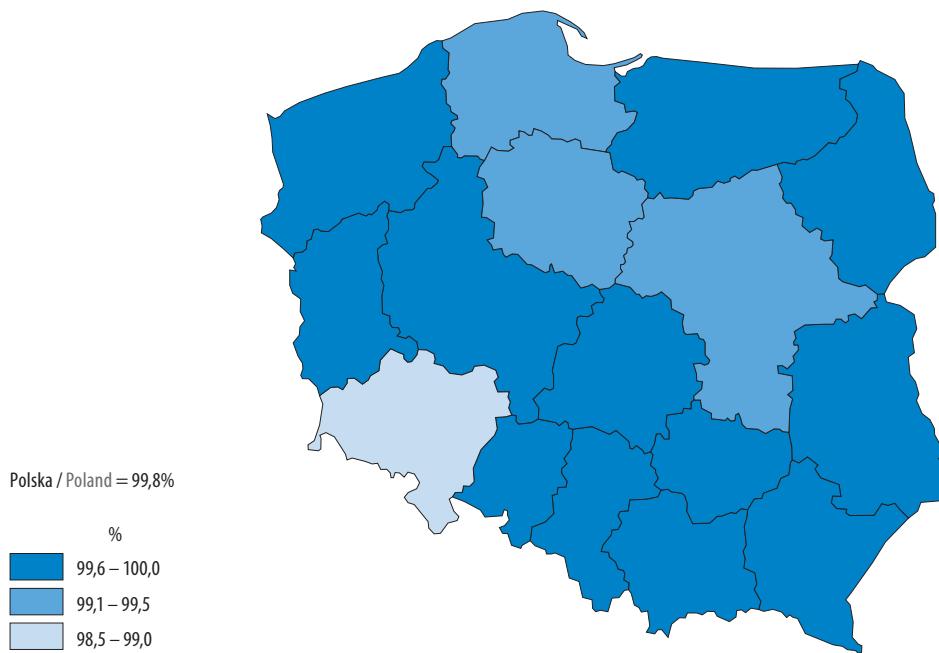 Polska / Poland = 99,8%
%
99,6 – 100,0
99,1 – 99,5
98,5 – 99,0